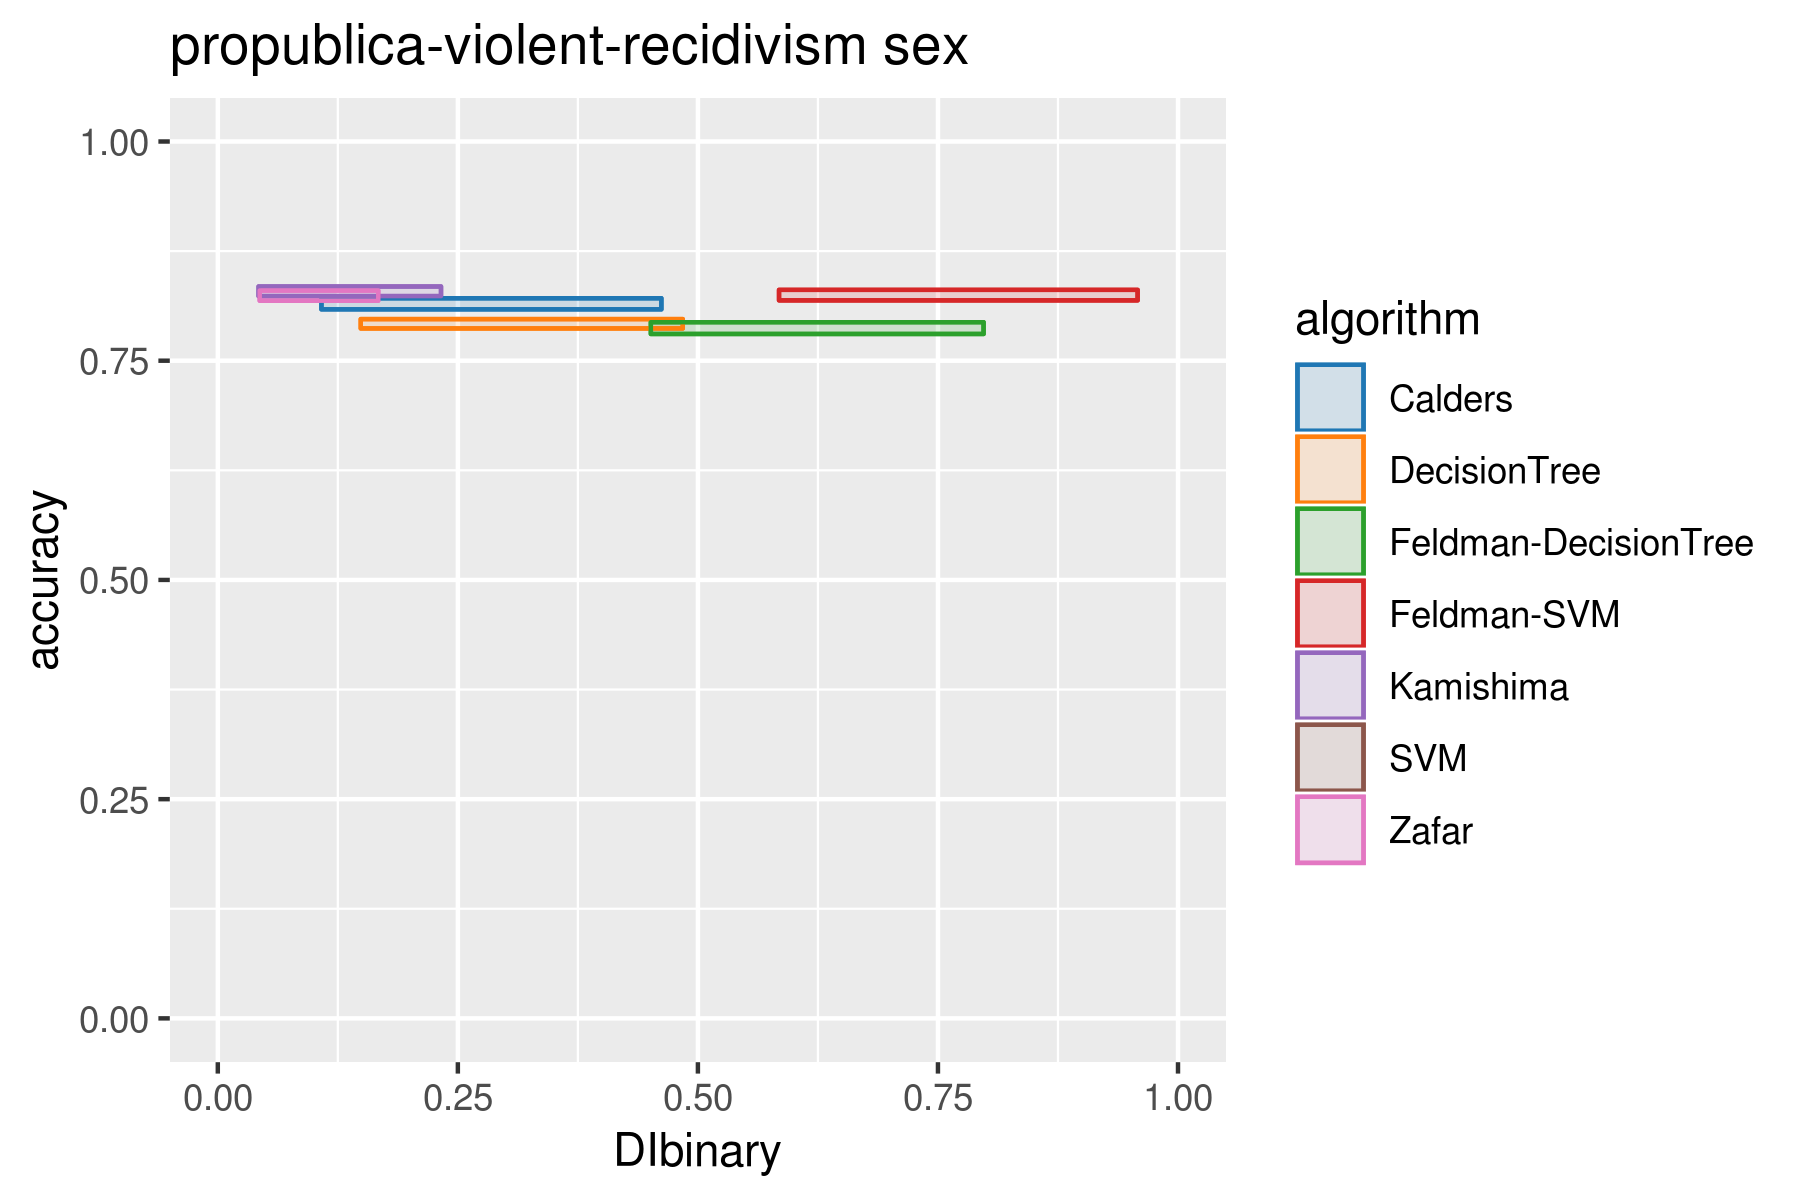 propublica-violent-recidivism sex
1.00
0.75
0.50
0.25
0.00
accuracy
0.00 0.25 0.50 0.75 1.00
DIbinary
algorithm
Calders
DecisionTree
Feldman-DecisionTree
Feldman-SVM
Kamishima
SVM
Zafar